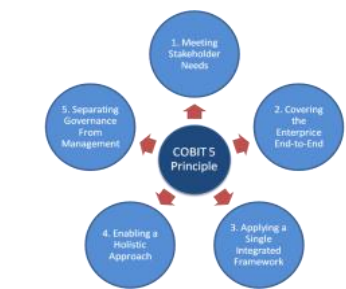 1. Meeting
Stakeholder
Needs
2. Covering
the
Enterprice
End-to-End
3. Applying a
Single
Integrated
Framework
4. Enabling a
Holistic
Approach
5. Separating
Governance
From
Management
COBIT 5
Principle